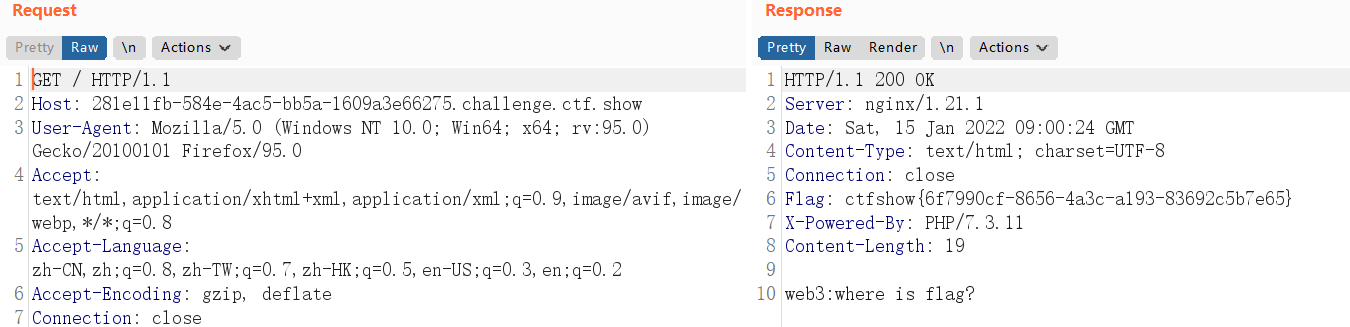 Request
Pretty Raw \n Actions
1 GET / HTTP/1.1
2 Host: 281e11fb-584e-4ac5-bb5a-1609a3e66275.challenge.ctf.show
3 User-Agent: Mozilla/5.0 (Windows NT 10.0; Win64; x64; rv:95.0)
Gecko/20100101 Firefox/95.0
4 Accept:
text/html,application/xhtml+xml,application/xml;q=0.9,image/avif,image/
webp,*/*;q=0.8
5 Accept-Language:
zh-CN,zh;q=0.8,zh-TW;q=0.7,zh-HK;q=0.5,en-US;q=0.3,en;q=0.2
6 Accept-Encoding: gzip, deflate
7 Connection: close
Response
Pretty Raw Render \n Actions
1 HTTP/1.1 200 OK
2 Server: nginx/1.21.1
3 Date: Sat, 15 Jan 2022 09:00:24 GMT
4 Content-Type: text/html; charset=UTF-8
5 Connection: close
6 Flag: ctfshow{6f7990cf-8656-4a3c-a193-83692c5b7e65}
7 X-Powered-By: PHP/7.3.11
8 Content-Length: 19
9
10 web3:where is flag?